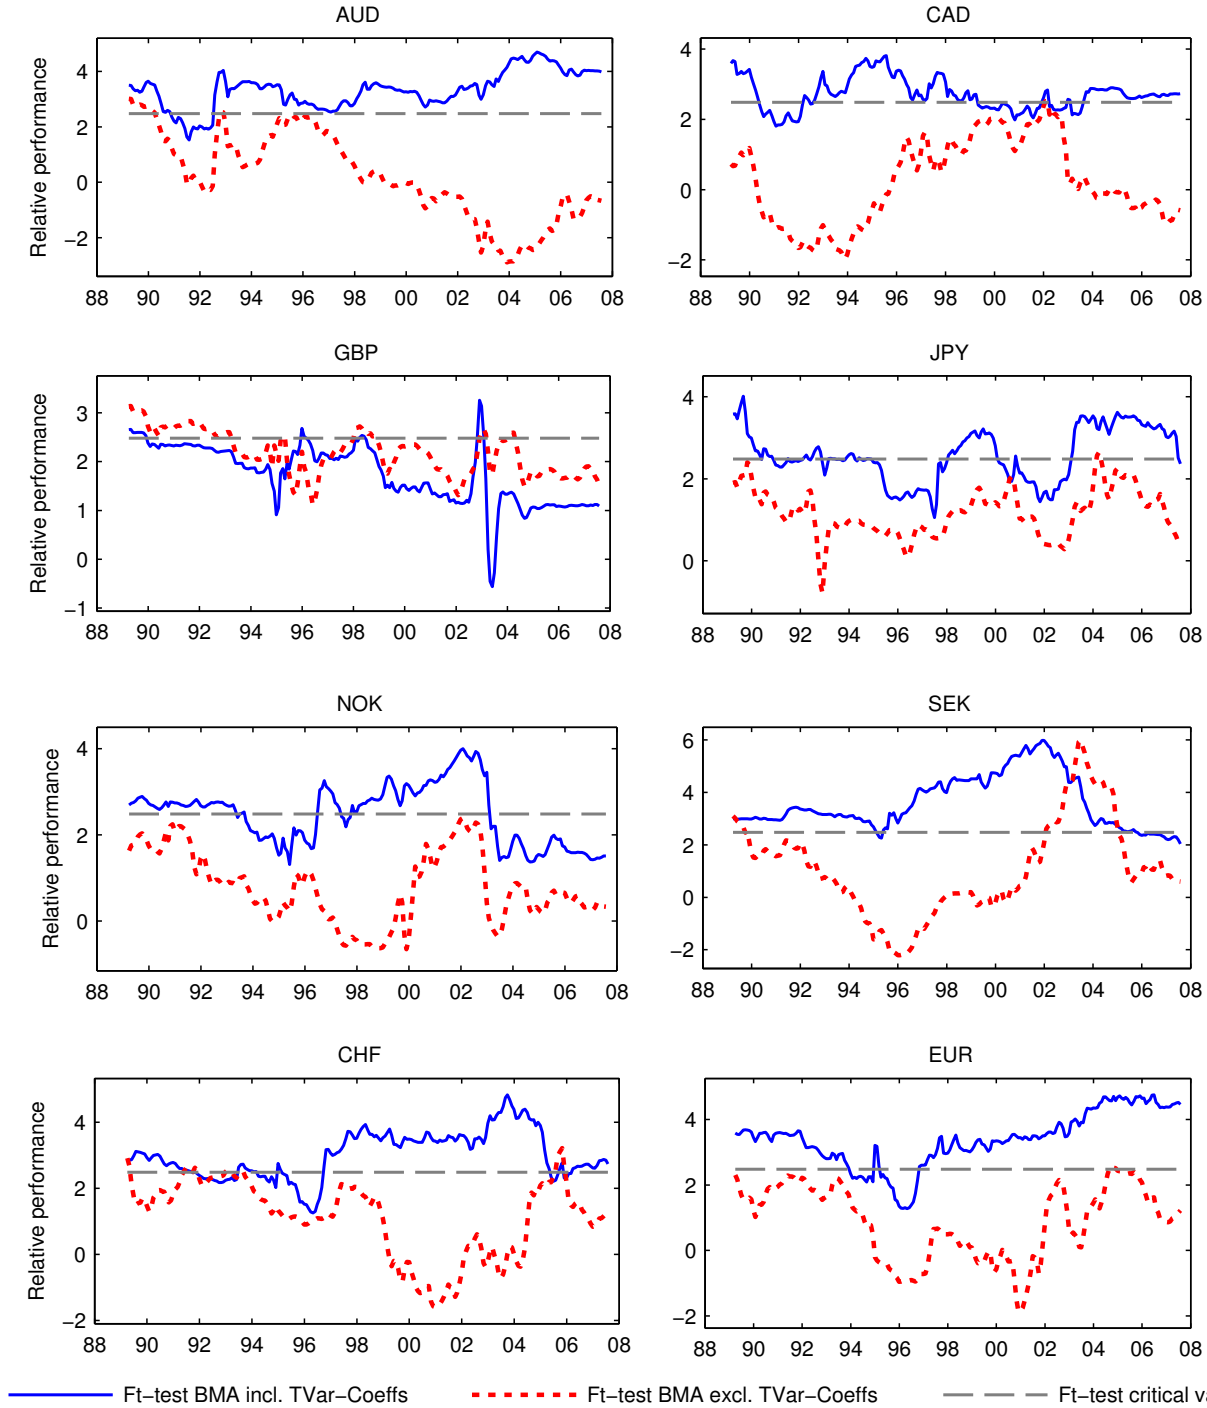 AUD
CAD
Relative performance
4
2
0
−2
88 90 92 94 96 98 00 02 04 06 08
4
2
0
−2
88 90 92 94 96 98 00 02 04 06 08
GBP
JPY
Relative performance
3
2
1
0
−1
88 90 92 94 96 98 00 02 04 06 08
4
2
0
88 90 92 94 96 98 00 02 04 06 08
NOK
SEK
Relative performance
4
2
0
88 90 92 94 96 98 00 02 04 06 08
6
4
2
0
−2
88 90 92 94 96 98 00 02 04 06 08
CHF
EUR
Relative performance
4
2
0
−2
88 90 92 94 96 98 00 02 04 06 08
4
2
0
−2
88 90 92 94 96 98 00 02 04 06 08
Ft−test BMA incl. TVar−Coeffs Ft−test BMA excl. TVar−Coeffs Ft−test critical va